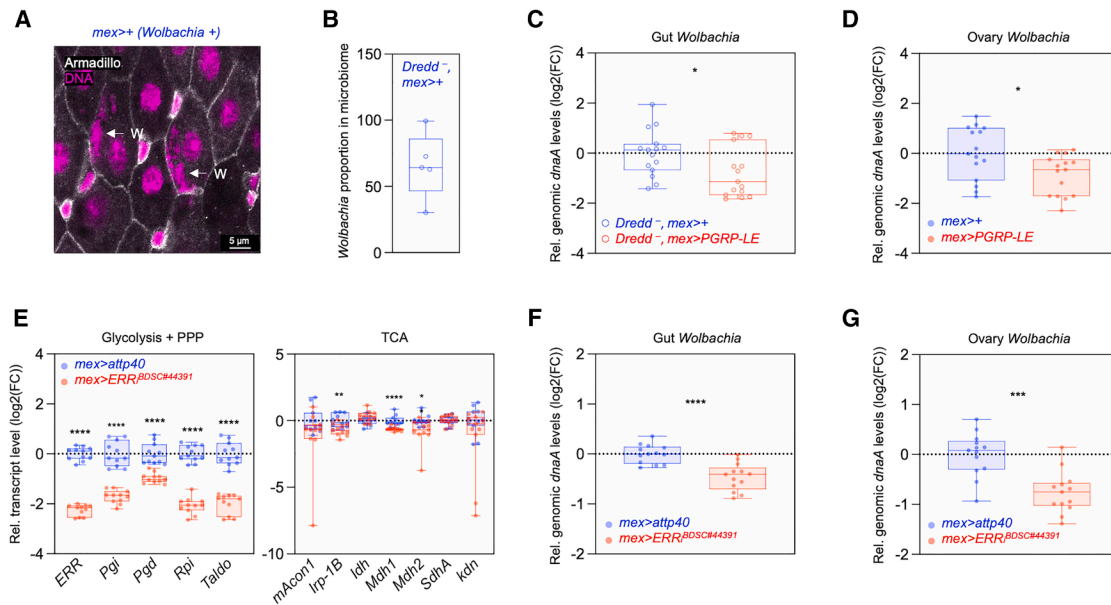 A
mex>+ (Wolbachia +)
Armadillo
DNA
W
W
5 µm
B
Wolbachia proportion in microbiome
150
100
50
0
Dredd –,
mex>+
C
Gut Wolbachia
Rel. genomic dnaA levels (log2(FC))
4
2
0
-2
-4
*
Dredd –, mex>+
Dredd –, mex>PGRP-LE
D
Ovary Wolbachia
Rel. genomic dnaA levels (log2(FC))
4
2
0
-2
-4
*
mex>+
mex>PGRP-LE
E
Glycolysis + PPP
Rel. transcript level (log2(FC))
4
2
0
-2
-4
mex>attp40
mex>ERRiBDSC#44391
**** **** **** **** ****
ERR Pgi Pgd Rpi Taldo
TCA
5
0
-5
-10
** **** * *
mAcon1 Irp-1B Idh Mdh1 Mdh2 SdhA kdn
F
Gut Wolbachia
Rel. genomic dnaA levels (log2(FC))
2
1
0
-1
-2
****
mex>attp40
mex>ERRiBDSC#44391
G
Ovary Wolbachia
Rel. genomic dnaA levels (log2(FC))
2
1
0
-1
-2
***
mex>attp40
mex>ERRiBDSC#44391